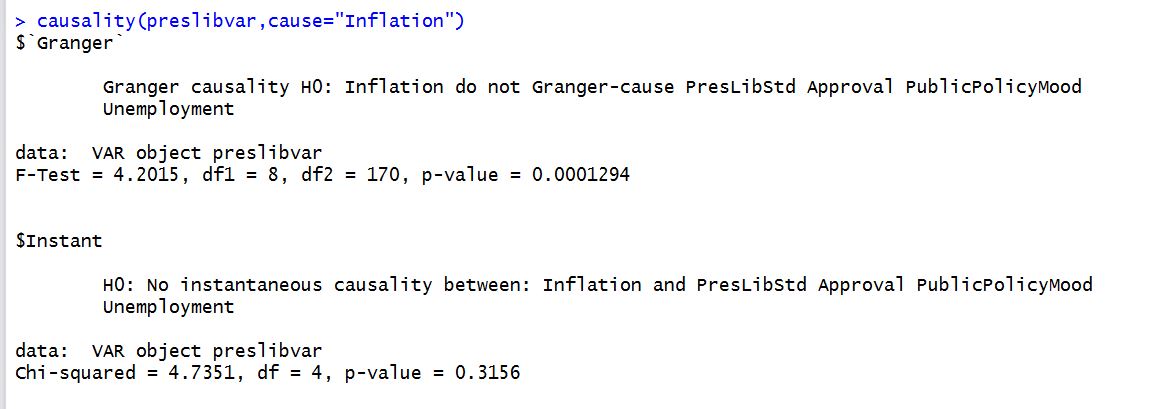 > causality(preslibvar,cause="Inflation")
$`Granger`
Granger causality H0: Inflation do not Granger-cause PresLibStd Approval PublicPolicyMood
Unemployment
data:  VAR object preslibvar
F-Test = 4.2015, df1 = 8, df2 = 170, p-value = 0.0001294
$Instant
H0: No instantaneous causality between: Inflation and PresLibStd Approval PublicPolicyMood
Unemployment
data:  VAR object preslibvar
Chi-squared = 4.7351, df = 4, p-value = 0.3156